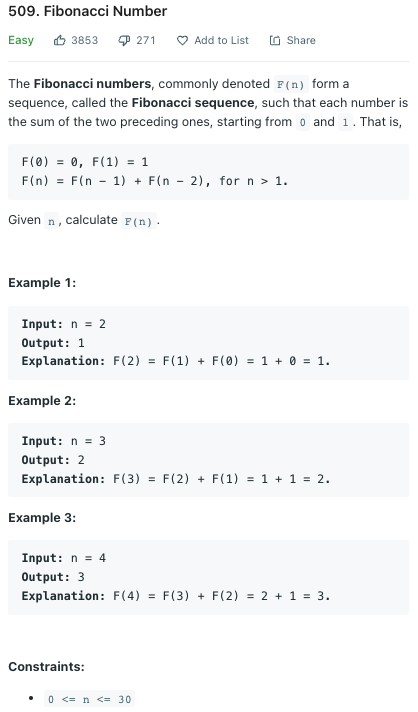 509. Fibonacci Number
Easy 3853 271 Add to List Share
The Fibonacci numbers, commonly denoted F(n) form a
sequence, called the Fibonacci sequence, such that each number is
the sum of the two preceding ones, starting from 0 and 1. That is,
F(0) = 0, F(1) = 1
F(n) = F(n − 1) + F(n − 2), for n > 1.
Given n, calculate F(n).
Example 1:
Input: n = 2
Output: 1
Explanation: F(2) = F(1) + F(0) = 1 + 0 = 1.
Example 2:
Input: n = 3
Output: 2
Explanation: F(3) = F(2) + F(1) = 1 + 1 = 2.
Example 3:
Input: n = 4
Output: 3
Explanation: F(4) = F(3) + F(2) = 2 + 1 = 3.
Constraints:
• 0 <= n <= 30